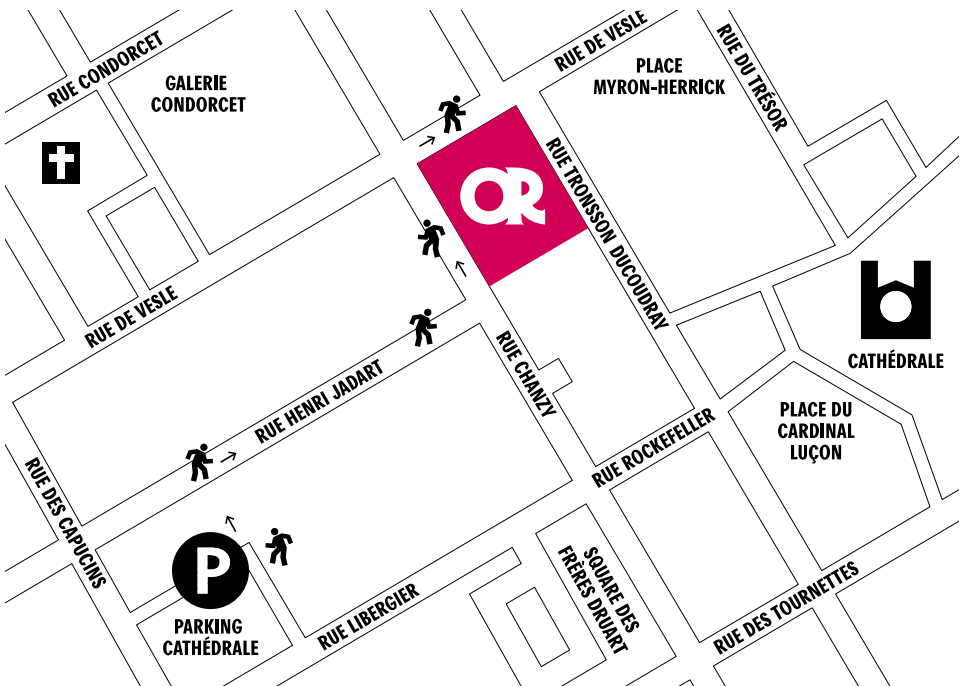 RUE CONDORCET
GALERIE
CONDORCET
RUE DE VESLE
PLACE
MYRON-HERRICK
RUE DU TRÉSOR
OR
RUE TRONSSON DUCOUDRAY
RUE DE VESLE
RUE CHANZY
CATHÉDRALE
RUE HENRI JADART
PLACE DU
CARDINAL
LUÇON
RUE ROCKEFELLER
RUE DES CAPUCINS
P
PARKING
CATHÉDRALE
RUE LIBERGIER
SQUARE DES
FRÈRES DRUART
RUE DES TOURNETTES